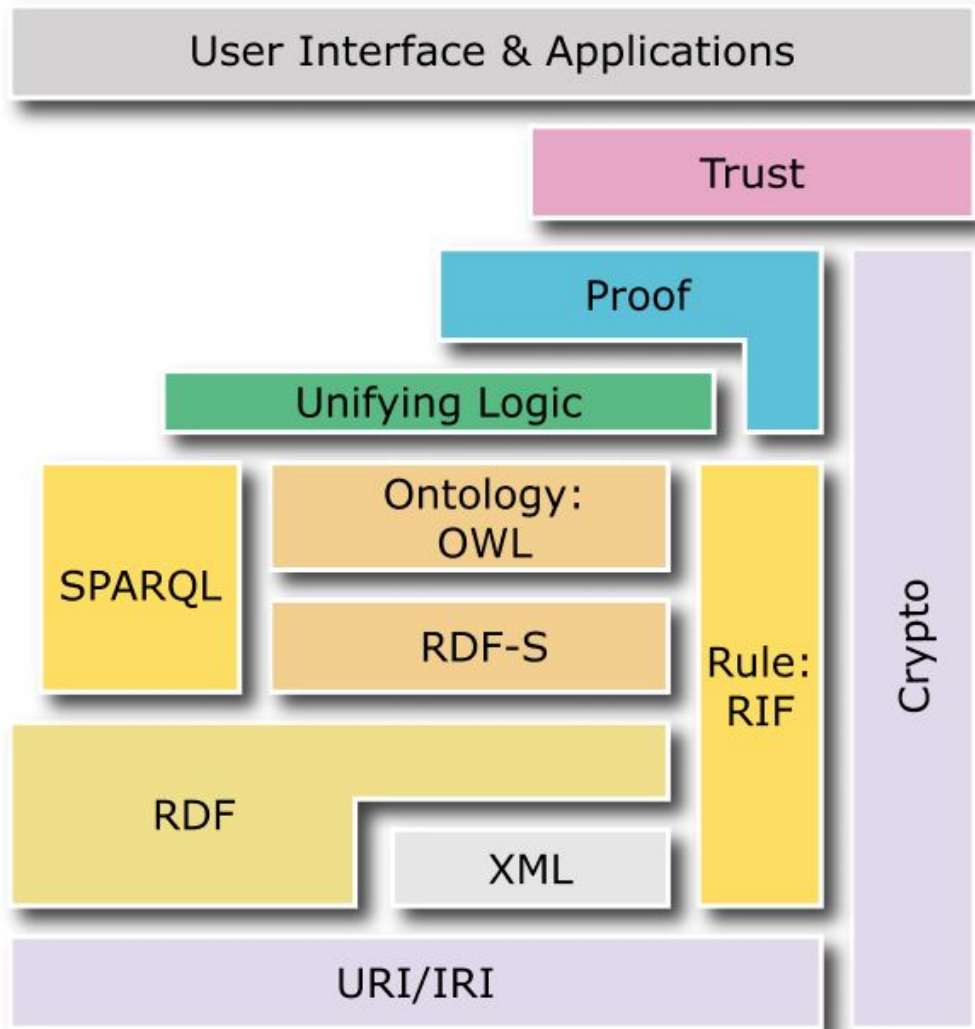 User Interface & Applications
Trust
Proof
Unifying Logic
Ontology:
OWL
SPARQL
RDF-S
Rule:
RIF
Crypto
RDF
XML
URI/IRI